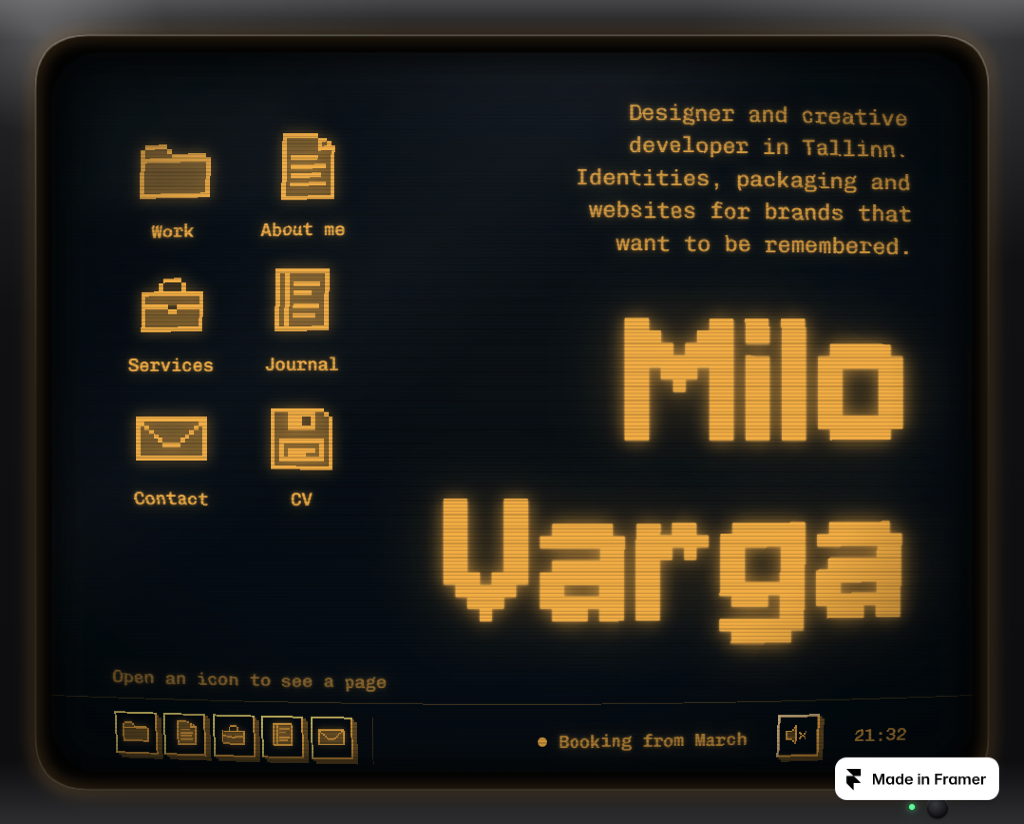 Designer and creative
developer in Tallinn.
Identities, packaging and
websites for brands that
want to be remembered.
Work
About me
Services
Journal
Contact
CV
Milo
Varga
Open an icon to see a page
Booking from March
21:32
Made in Framer